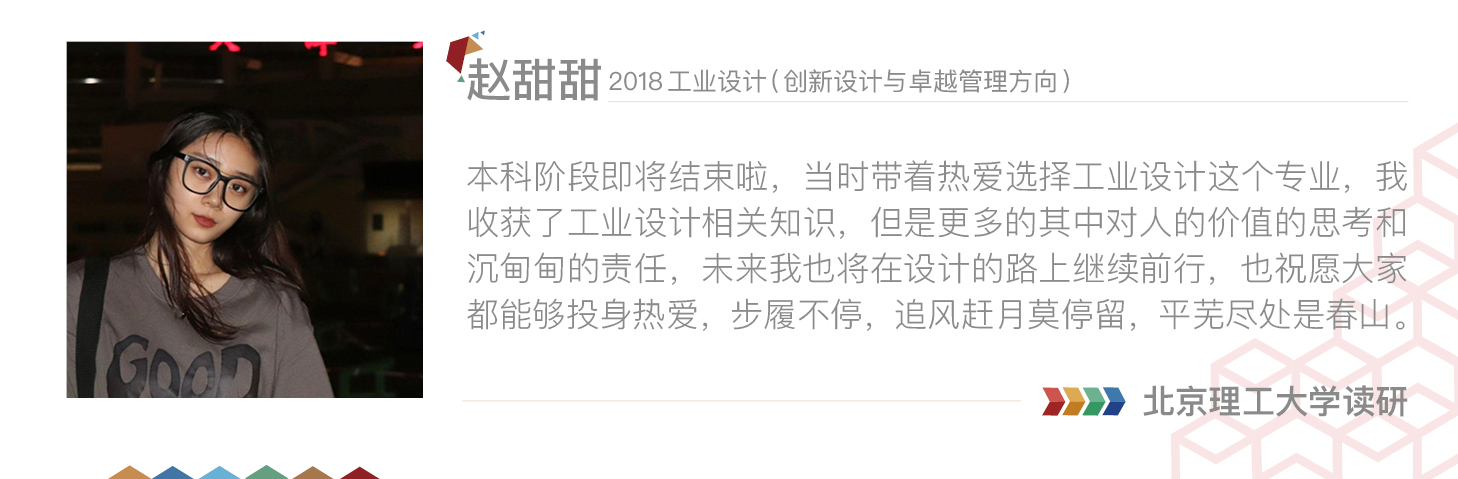 赵甜甜 2018 工业设计(创新设计与卓越管理方向)
本科阶段即将结束啦，当时带着热爱选择工业设计这个专业，我
收获了工业设计相关知识，但是更多的其中对人的价值的思考和
沉甸甸的责任，未来我也将在设计的路上继续前行，也祝愿大家
都能够投身热爱，步履不停，追风赶月莫停留，平芜尽处是春山。
GOOD
北京理工大学读研